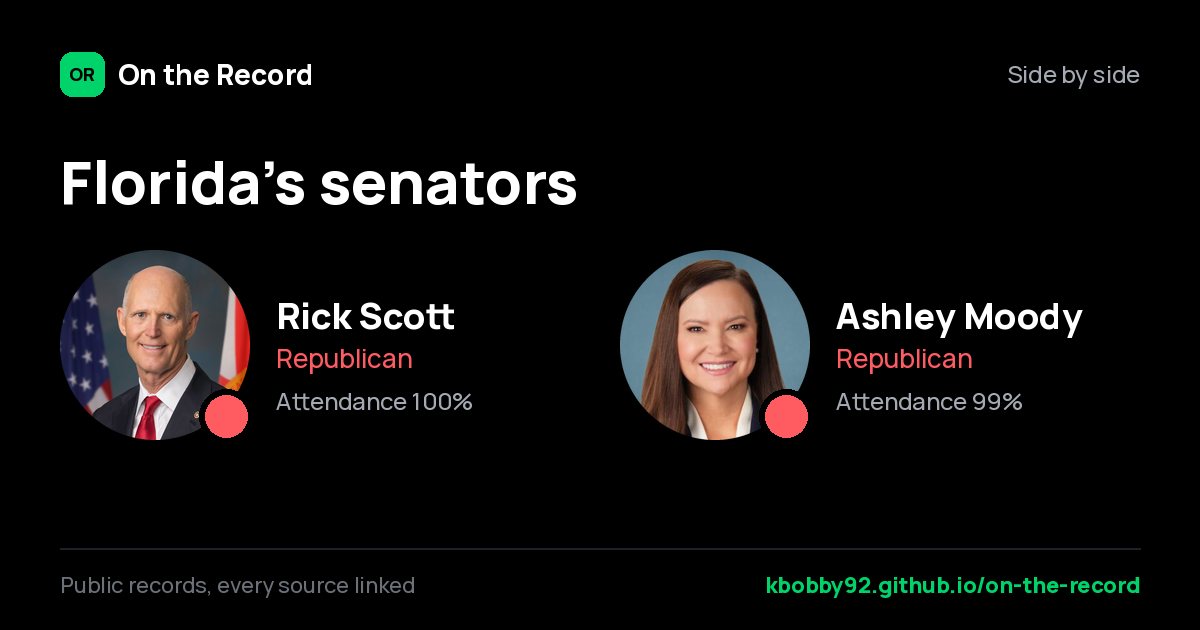 OR On the Record
Side by side
Florida’s senators
Rick Scott
Republican
Attendance 100%
Ashley Moody
Republican
Attendance 99%
Public records, every source linked
kbobby92.github.io/on-the-record